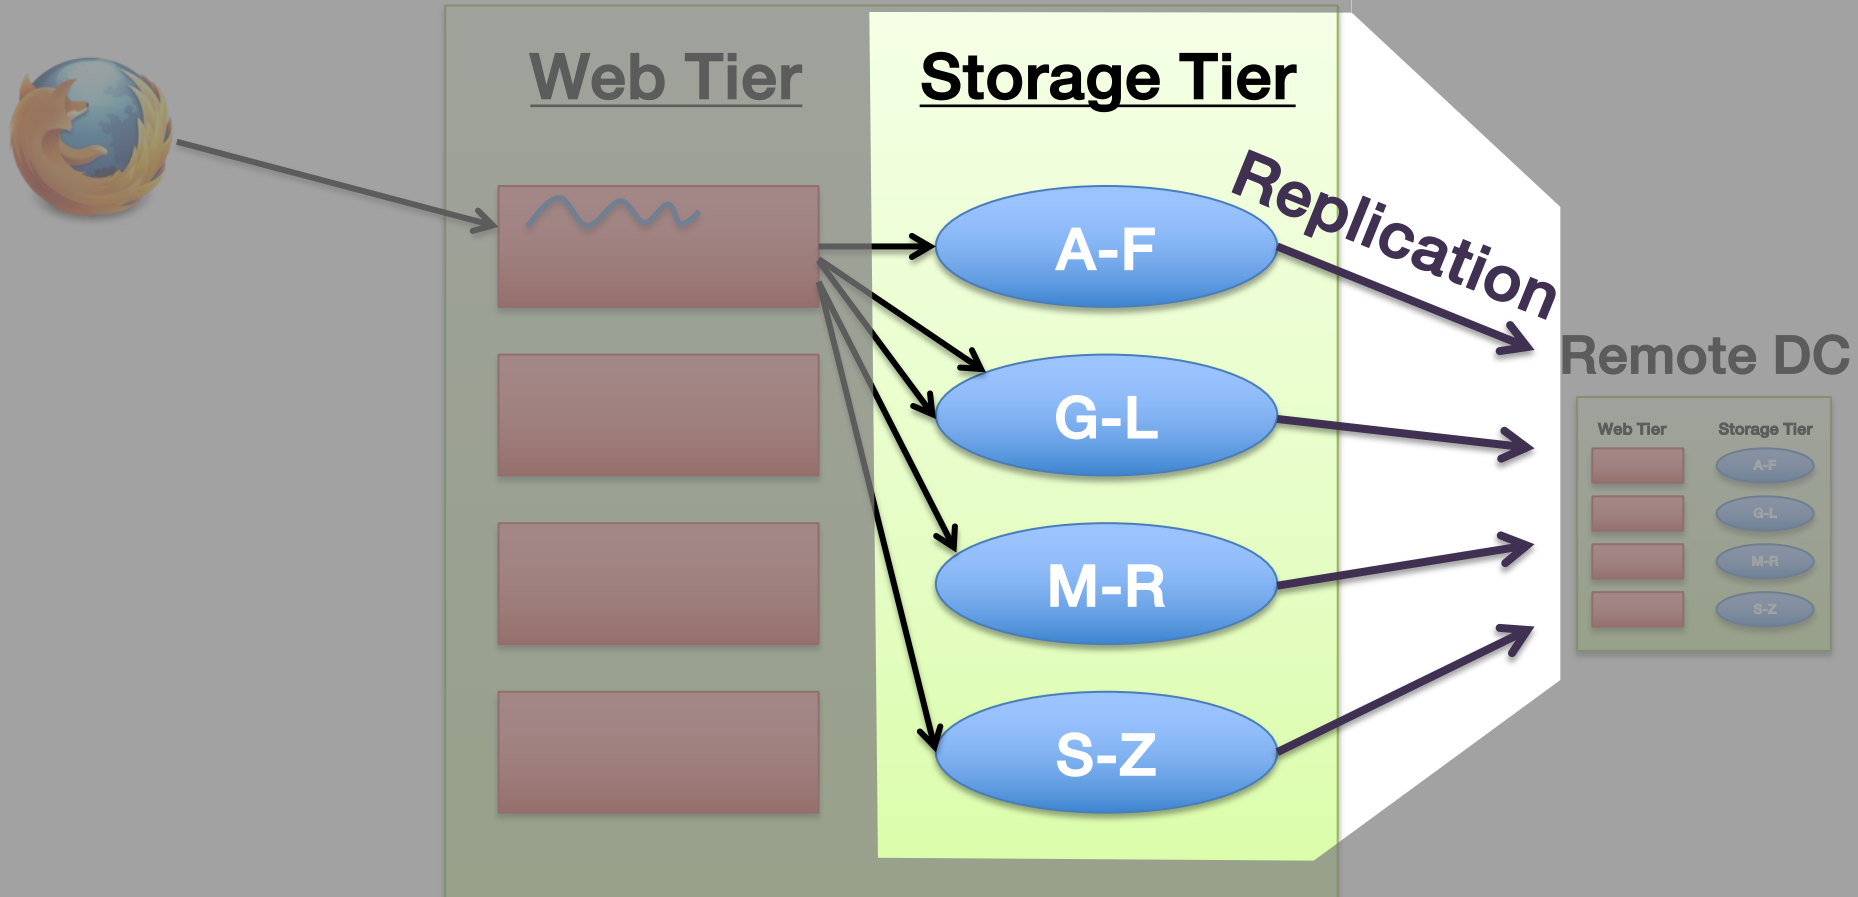 Web Tier
Storage Tier
Replication
A-F
G-L
M-R
S-Z
Remote DC
Web Tier
Storage Tier
A-F
G-L
M-R
S-Z